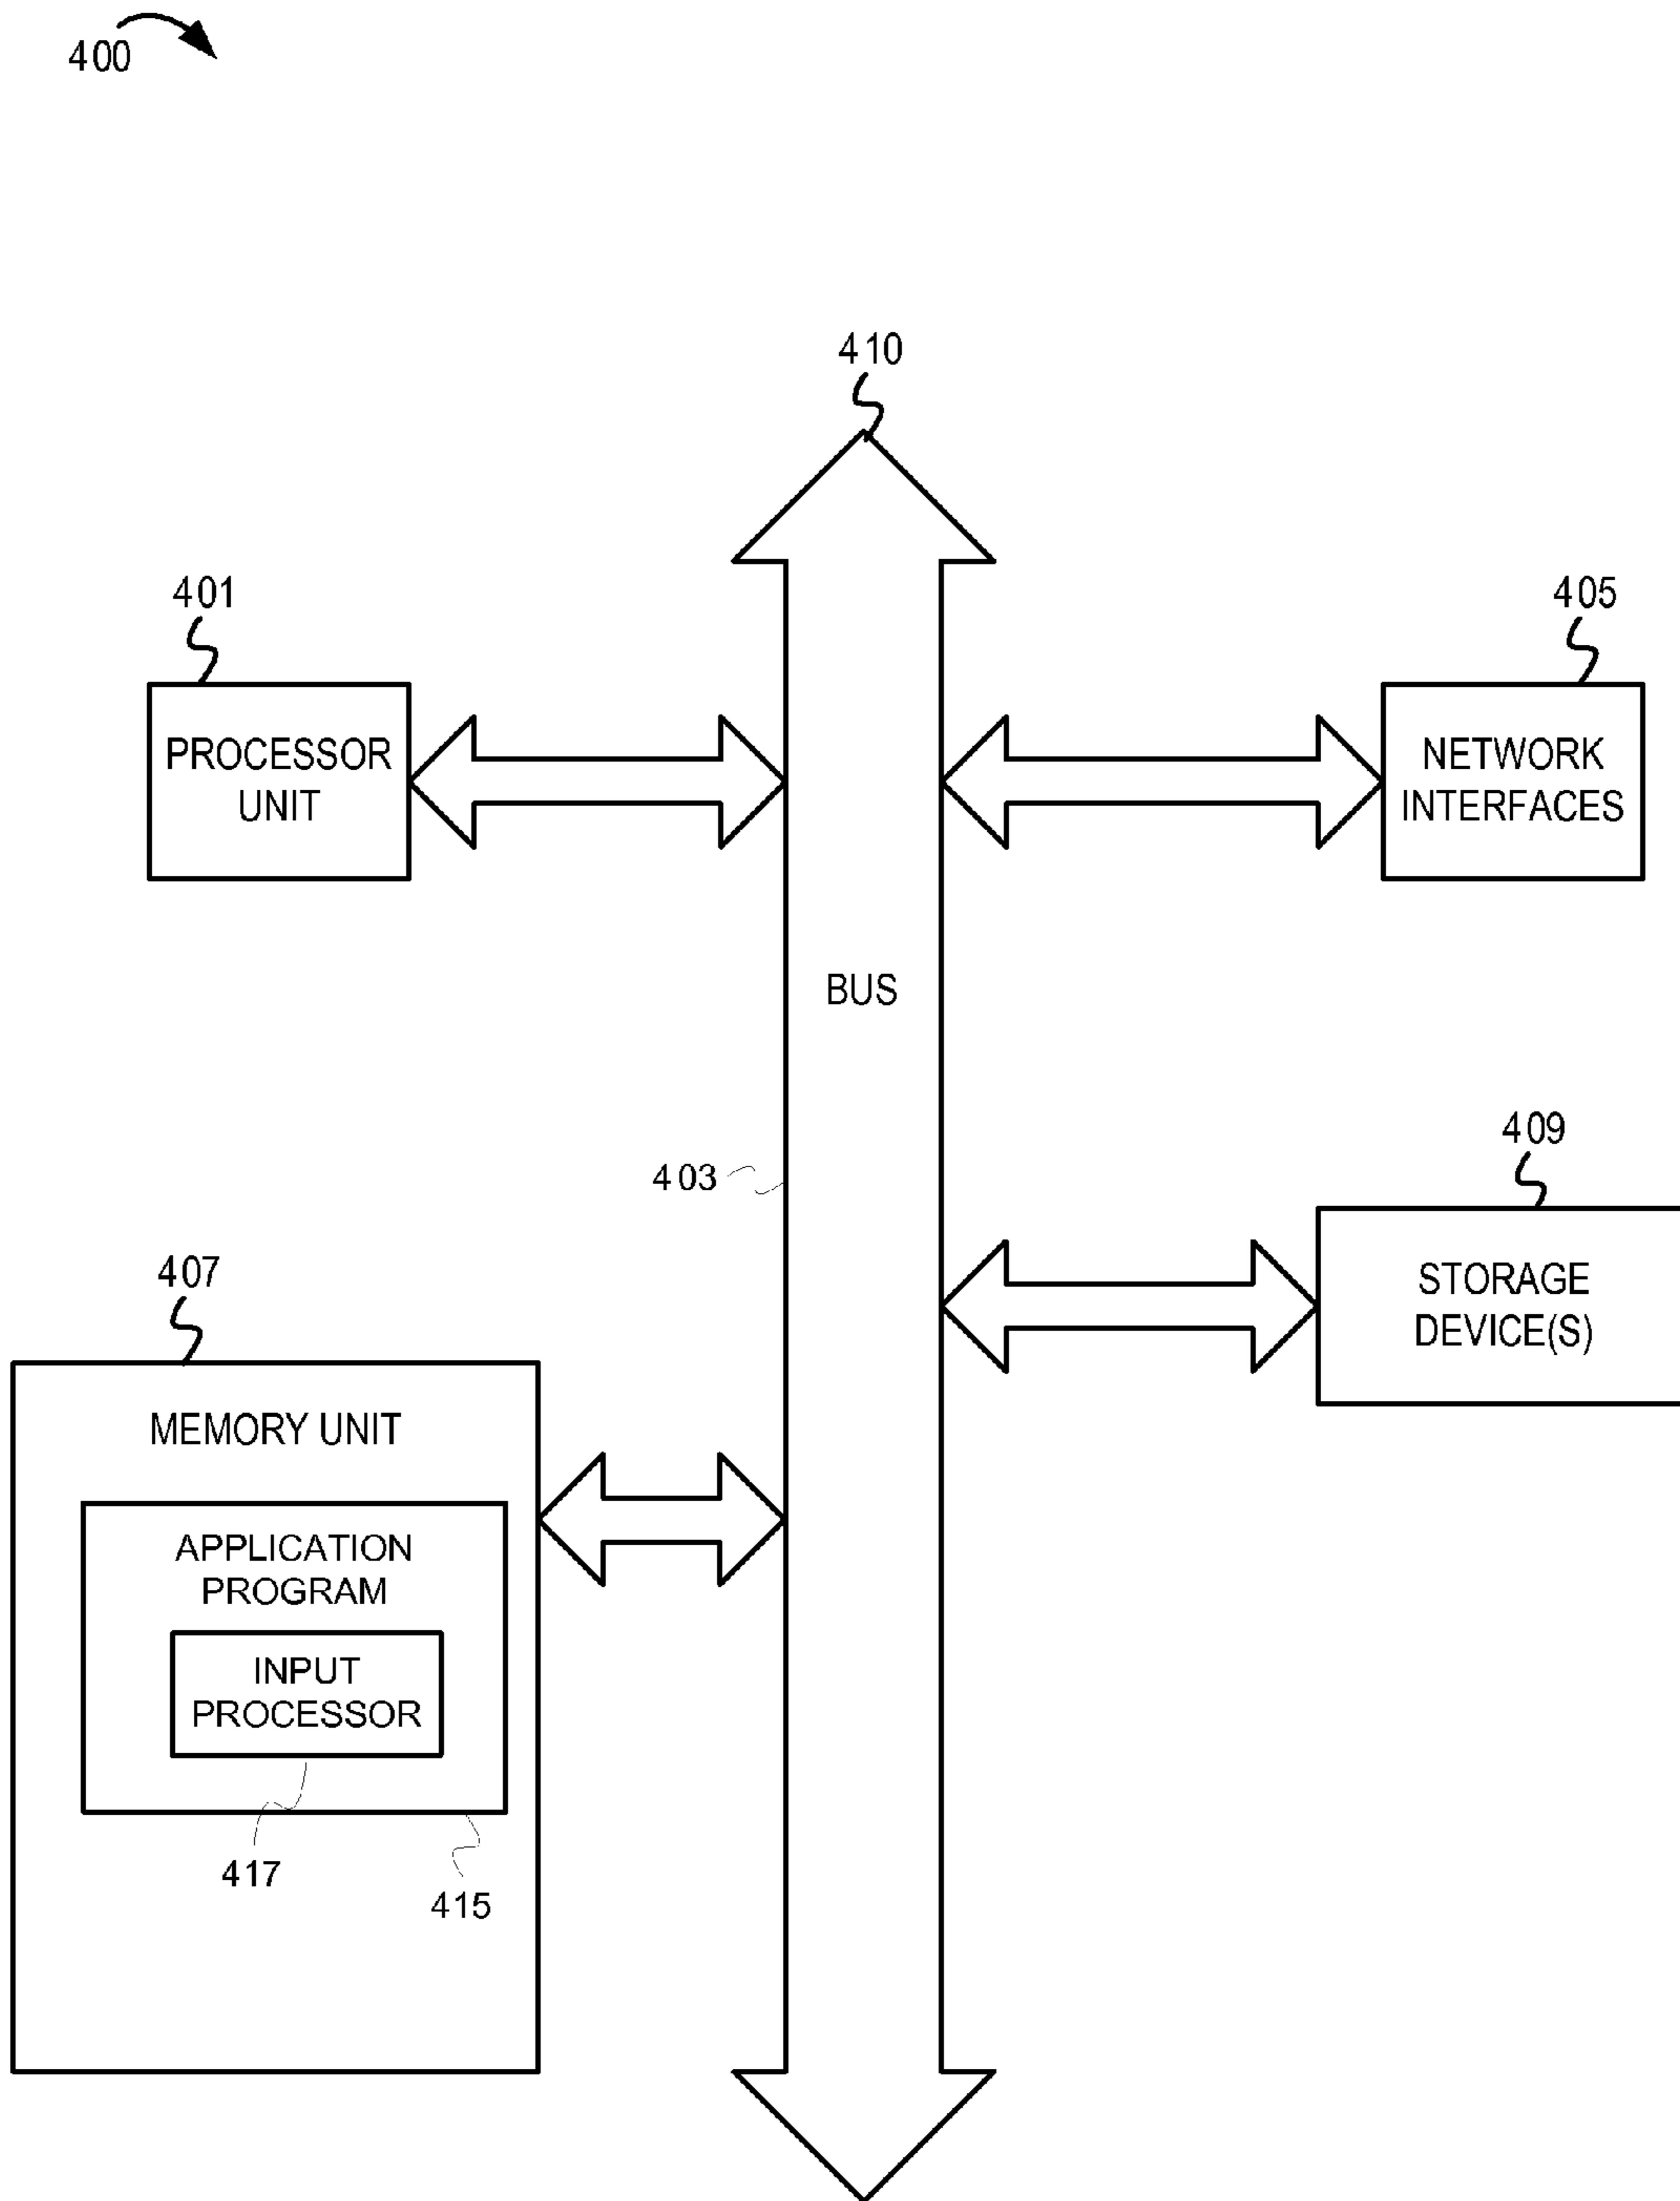 400
410
401
PROCESSOR
UNIT
405
NETWORK
INTERFACES
BUS
403
409
STORAGE
DEVICE(S)
407
MEMORY UNIT
APPLICATION
PROGRAM
INPUT
PROCESSOR
417
415